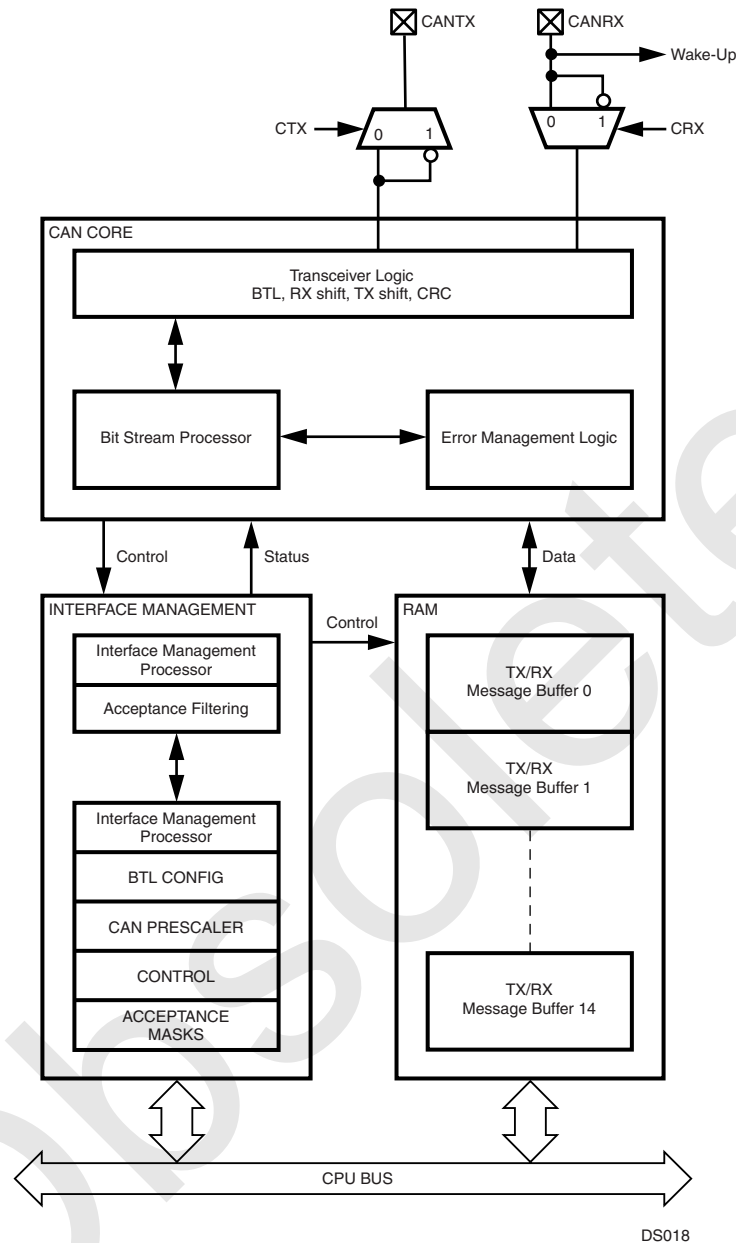 CANTX
CANRX
Wake-Up
CTX
0 1
0 1
CRX
CAN CORE
Transceiver Logic
BTL, RX shift, TX shift, CRC
Bit Stream Processor
Error Management Logic
Control
Status
Data
INTERFACE MANAGEMENT
Control
RAM
Interface Management
Processor
Acceptance Filtering
TX/RX
Message Buffer 0
TX/RX
Message Buffer 1
Interface Management
Processor
BTL CONFIG
CAN PRESCALER
CONTROL
ACCEPTANCE
MASKS
TX/RX
Message Buffer 14
CPU BUS
DS018
obsolete